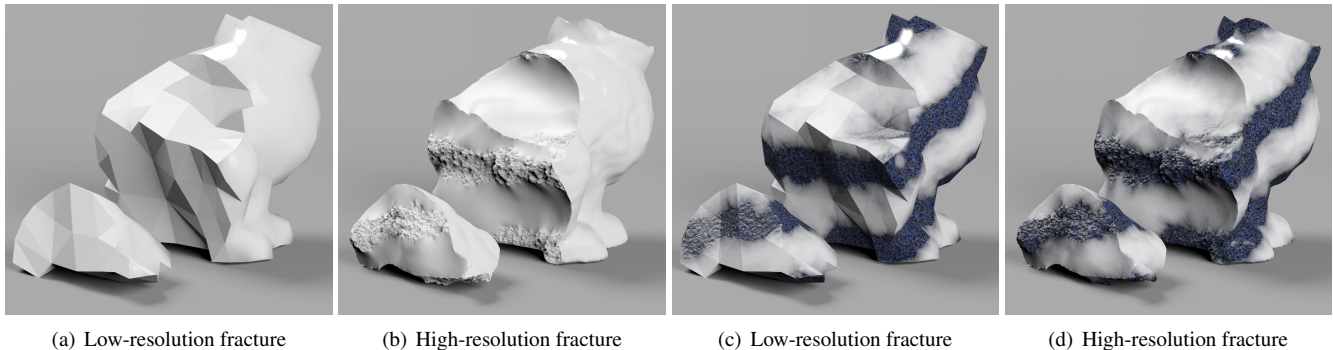 (a) Low-resolution fracture
(b) High-resolution fracture
(c) Low-resolution fracture
(d) High-resolution fracture